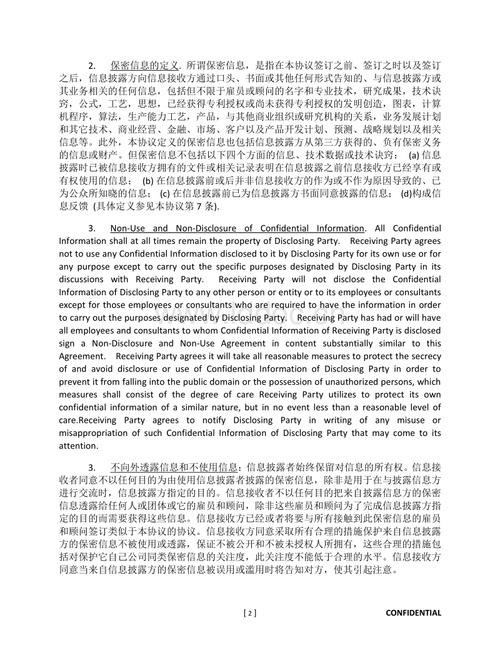 2. 保密信息的定义. 所谓保密信息，是指在本协议签订之前、签订之时以及签订
之后，信息披露方向信息接收方通过口头、书面或其他任何形式告知的、与信息披露方或
其业务相关的任何信息，包括但不限于雇员或顾问的名字和专业技术，研究成果，技术诀
窍，公式，工艺，思想，已经获得专利授权或尚未获得专利授权的发明创造，图表，计算
机程序，算法，生产能力工艺，产品，与其他商业组织或研究机构的关系，业务发展计划
和其它技术、商业经营、金融、市场、客户以及产品开发计划、预测、战略规划以及相关
信息等。此外，本协议定义的保密信息也包括信息披露方从第三方获得的、负有保密义务
的信息或财产。但保密信息不包括以下四个方面的信息、技术数据或技术诀窍： (a) 信息
披露时已被信息接收方拥有的文件或相关记录表明在信息披露之前信息接收方已经享有或
有权使用的信息； (b) 在信息披露前或后并非信息接收方的作为或不作为原因导致的、已
为公众所知晓的信息；(c) 在信息披露前已为信息披露方书面同意披露的信息； (d)构成信
息反馈 (具体定义参见本协议第 7 条).
3. Non-Use and Non-Disclosure of Confidential Information. All Confidential
Information shall at all times remain the property of Disclosing Party. Receiving Party agrees
not to use any Confidential Information disclosed to it by Disclosing Party for its own use or for
any purpose except to carry out the specific purposes designated by Disclosing Party in its
discussions with Receiving Party. Receiving Party will not disclose the Confidential
Information of Disclosing Party to any other person or entity or to its employees or consultants
except for those employees or consultants who are required to have the information in order
to carry out the purposes designated by Disclosing Party. Receiving Party has had or will have
all employees and consultants to whom Confidential Information of Receiving Party is disclosed
sign a Non-Disclosure and Non-Use Agreement in content substantially similar to this
Agreement. Receiving Party agrees it will take all reasonable measures to protect the secrecy
of and avoid disclosure or use of Confidential Information of Disclosing Party in order to
prevent it from falling into the public domain or the possession of unauthorized persons, which
measures shall consist of the degree of care Receiving Party utilizes to protect its own
confidential information of a similar nature, but in no event less than a reasonable level of
care.Receiving Party agrees to notify Disclosing Party in writing of any misuse or
misappropriation of such Confidential Information of Disclosing Party that may come to its
attention.
3. 不向外透露信息和不使用信息：信息披露者始终保留对信息的所有权。信息接
收者同意不以任何目的为由使用信息披露者披露的保密信息，除非是用于在与披露信息方
进行交流时，信息披露方指定的目的。信息接收者不以任何目的把来自披露信息方的保密
信息透露给任何人或团体或它的雇员和顾问，除非这些雇员和顾问为了完成信息披露方指
定的目的而需要获得这些信息。信息接收方已经或者将要与所有接触到此保密信息的雇员
和顾问签订类似于本协议的协议。信息接收方同意采取所有合理的措施保护来自信息披露
方的保密信息不被使用或透露，保证不被公开和不被未授权人所拥有，这些合理的措施包
括对保护它自己公司同类保密信息的关注度，此关注度不能低于合理的水平。信息接收方
同意当来自信息披露方的保密信息被误用或滥用时将告知对方，使其引起注意。
[ 2 ] CONFIDENTIAL